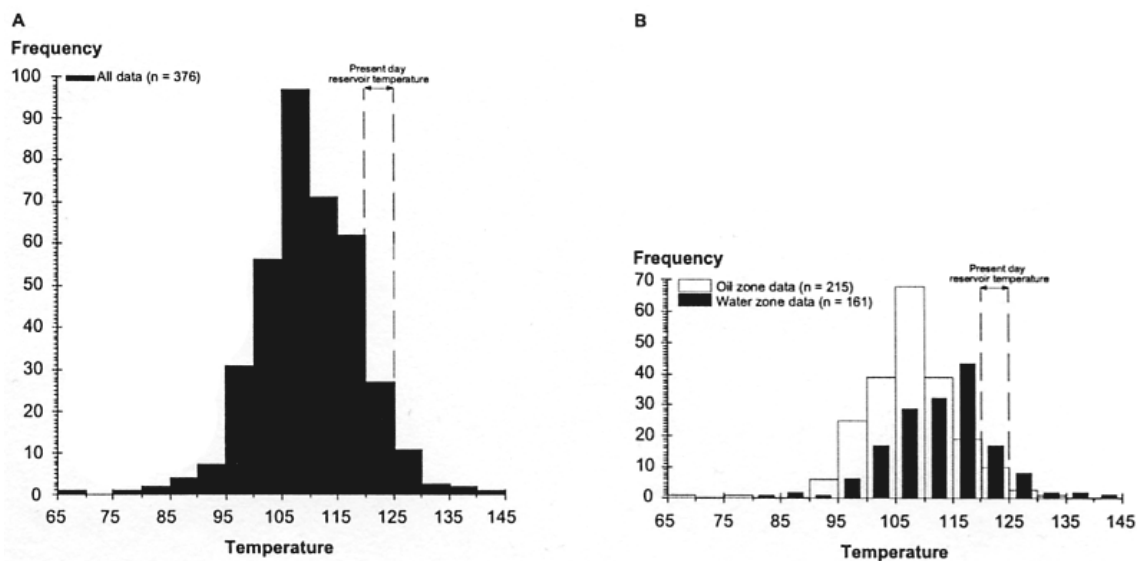 A
Frequency
All data (n = 376)
Present day
reservoir temperature
100
90
80
70
60
50
40
30
20
10
0
65 75 85 95 105 115 125 135 145
Temperature
B
Frequency
Oil zone data (n = 215)
Water zone data (n = 161)
Present day
reservoir temperature
70
60
50
40
30
20
10
0
65 75 85 95 105 115 125 135 145
Temperature